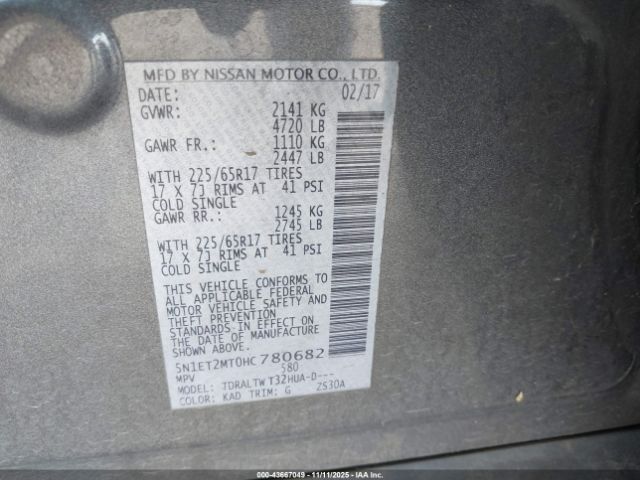 MFD BY NISSAN MOTOR CO., LTD.
DATE: 02/17
GVWR: 2141 KG
4720 LB
GAWR FR.: 1110 KG
2447 LB
WITH 225/65R17 TIRES
17 X 7J RIMS AT 41 PSI
COLD SINGLE
GAWR RR.: 1245 KG
2745 LB
WITH 225/65R17 TIRES
17 X 7J RIMS AT 41 PSI
COLD SINGLE
THIS VEHICLE CONFORMS TO
ALL APPLICABLE FEDERAL
MOTOR VEHICLE SAFETY AND
THEFT PREVENTION
STANDARDS IN EFFECT ON
THE DATE OF MANUFACTURE
SHOWN ABOVE.
5N1ET2MT0HC780682
MPV 580
MODEL: TDRALTW T32HUA-D---
COLOR: KAD TRIM: G ZS30A
000-43667049 - 11/11/2025 - IAAI.COM